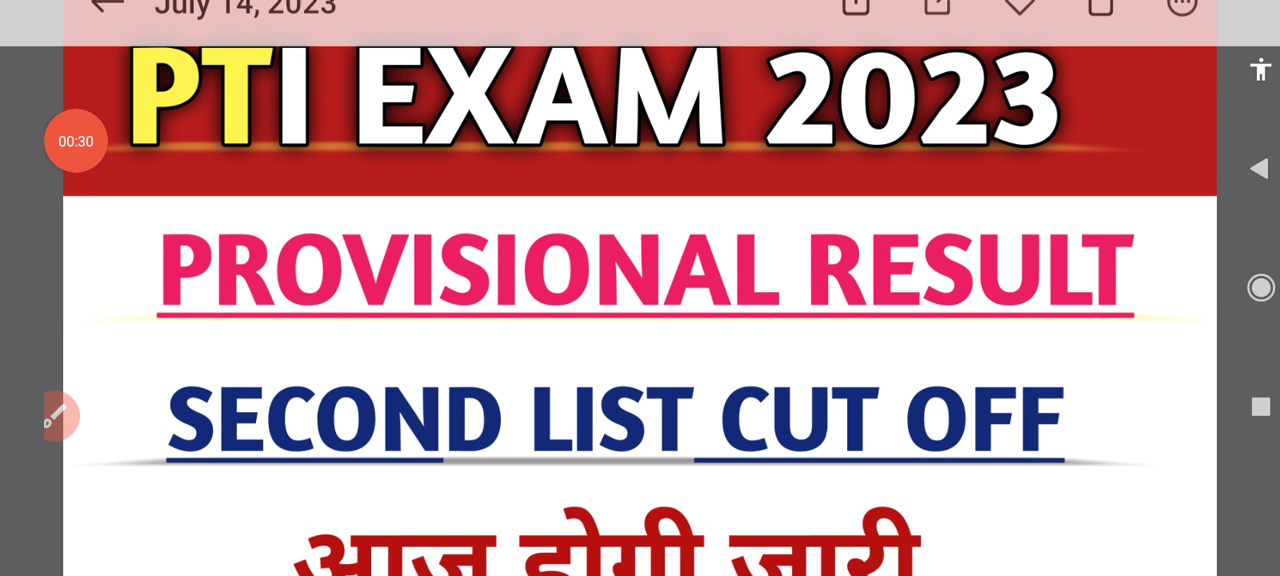 July 14, 2023
PTI EXAM 2023
00:30
PROVISIONAL RESULT
SECOND LIST CUT OFF
आज होगी जारी